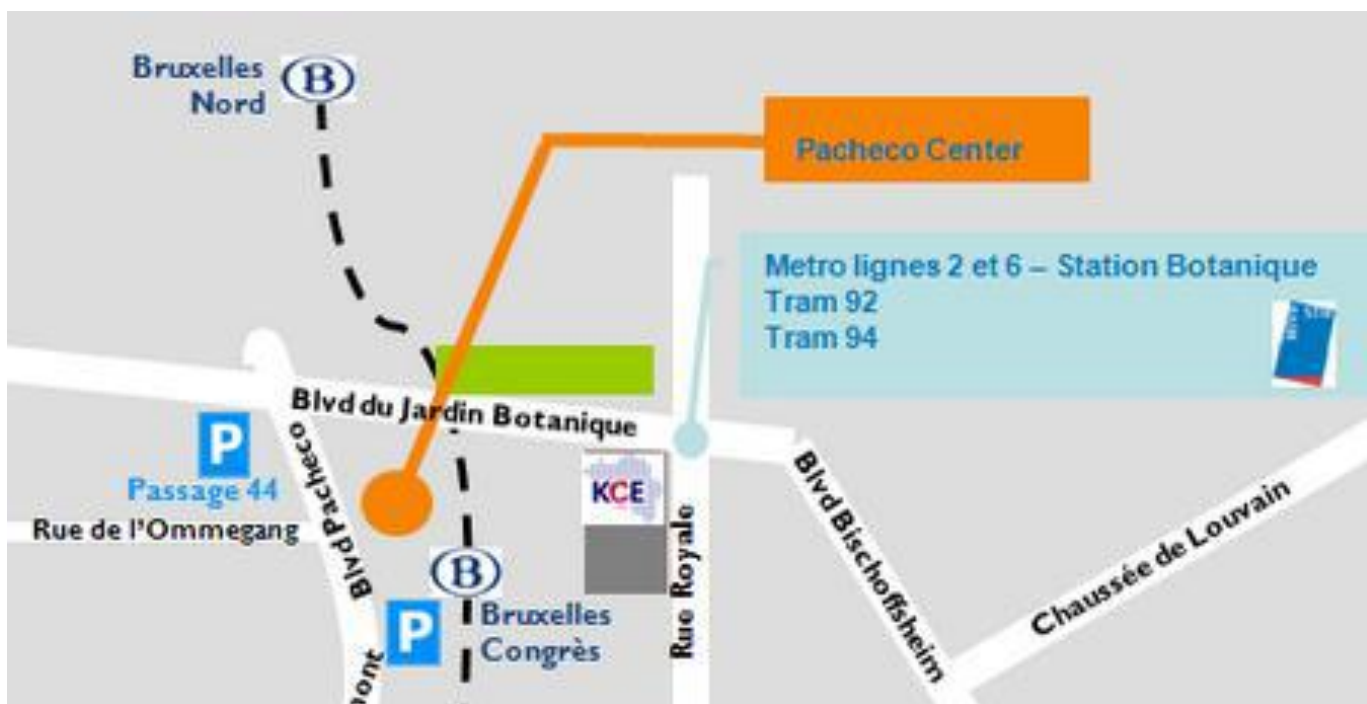 Bruxelles
Nord
B
Pacheco Center
Metro lignes 2 et 6 – Station Botanique
Tram 92
Tram 94
Blvd du Jardin Botanique
P
Passage 44
Rue de l'Ommegang
Blvd Pacheco
KCE
B
Bruxelles
Congrès
P
mont
Rue Royale
Blvd Bischoffsheim
Chaussée de Louvain